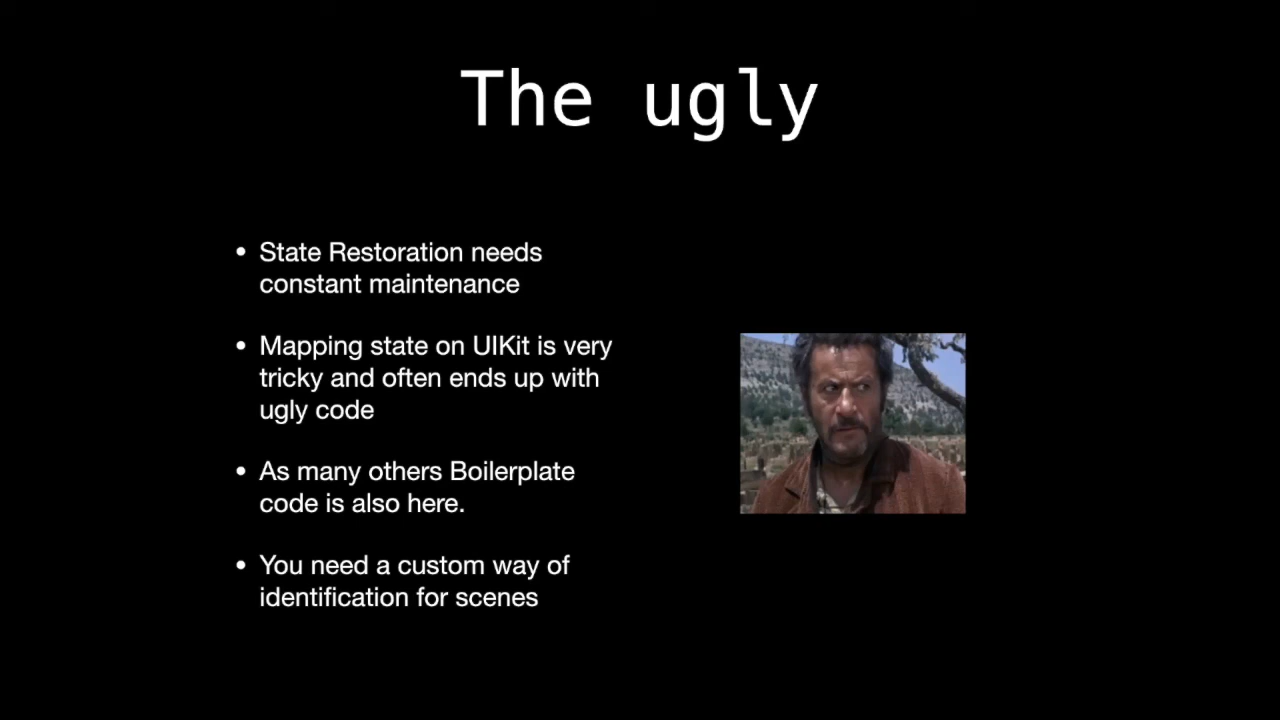 The ugly
• State Restoration needs
constant maintenance
• Mapping state on UIKit is very
tricky and often ends up with
ugly code
• As many others Boilerplate
code is also here.
• You need a custom way of
identification for scenes